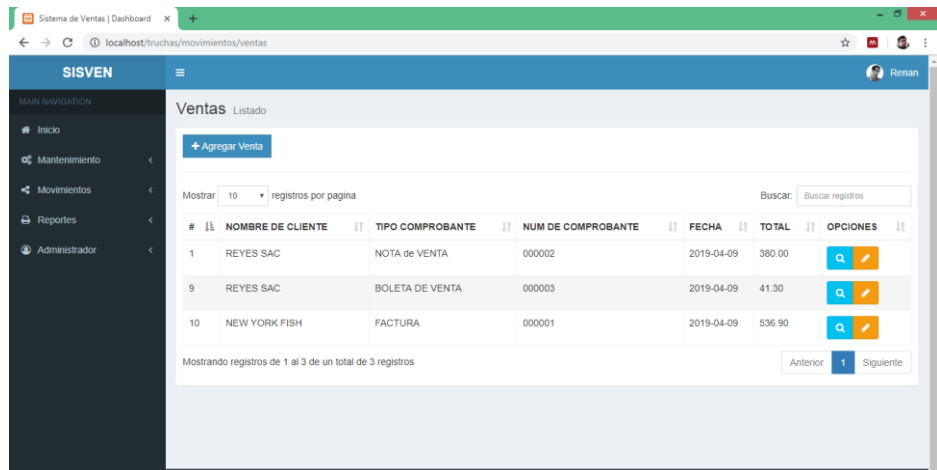 Sistema de Ventas | Dashboard
localhost/truchas/movimientos/ventas
SISVEN
Renan
MAIN NAVIGATION
Inicio
Mantenimiento
Movimientos
Reportes
Administrador
Ventas Listado
+ Agregar Venta
Mostrar 10 registros por pagina
Buscar: Buscar registros
# NOMBRE DE CLIENTE TIPO COMPROBANTE NUM DE COMPROBANTE FECHA TOTAL OPCIONES
1 REYES SAC NOTA de VENTA 000002 2019-04-09 380.00
9 REYES SAC BOLETA DE VENTA 000003 2019-04-09 41.30
10 NEW YORK FISH FACTURA 000001 2019-04-09 536.90
Mostrando registros de 1 al 3 de un total de 3 registros
Anterior 1 Siguiente